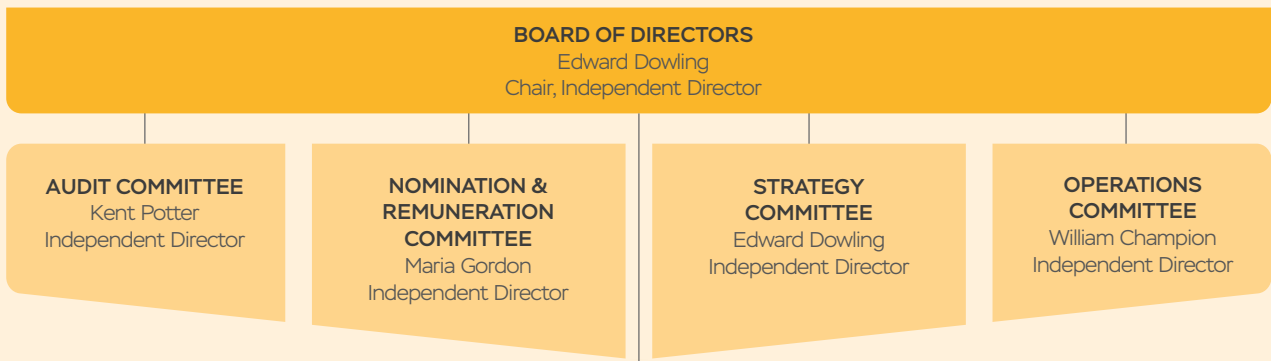 BOARD OF DIRECTORS
Edward Dowling
Chair, Independent Director
AUDIT COMMITTEE
Kent Potter
Independent Director
NOMINATION &
REMUNERATION
COMMITTEE
Maria Gordon
Independent Director
STRATEGY
COMMITTEE
Edward Dowling
Independent Director
OPERATIONS
COMMITTEE
William Champion
Independent Director